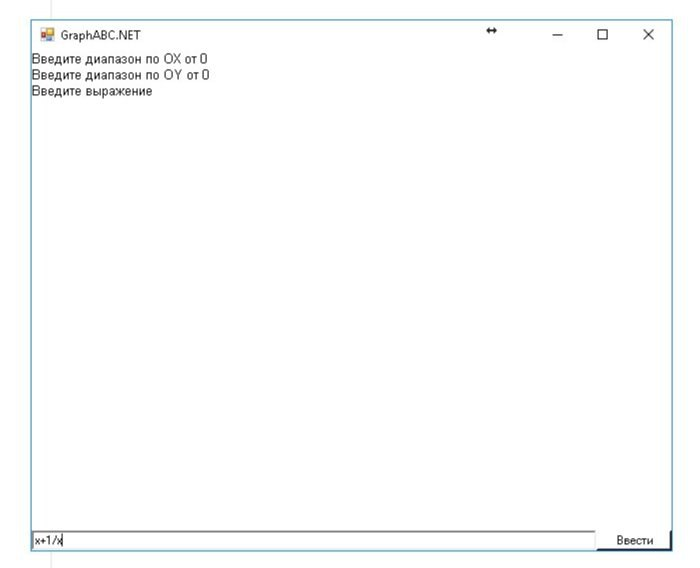 GraphABC.NET
Введите диапазон по OX от 0
Введите диапазон по OY от 0
Введите выражение
x+1/x
Ввести